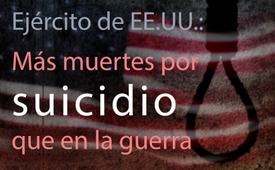 Ejército de EE.UU.:
Más muertes por
suicidio
que en la guerra